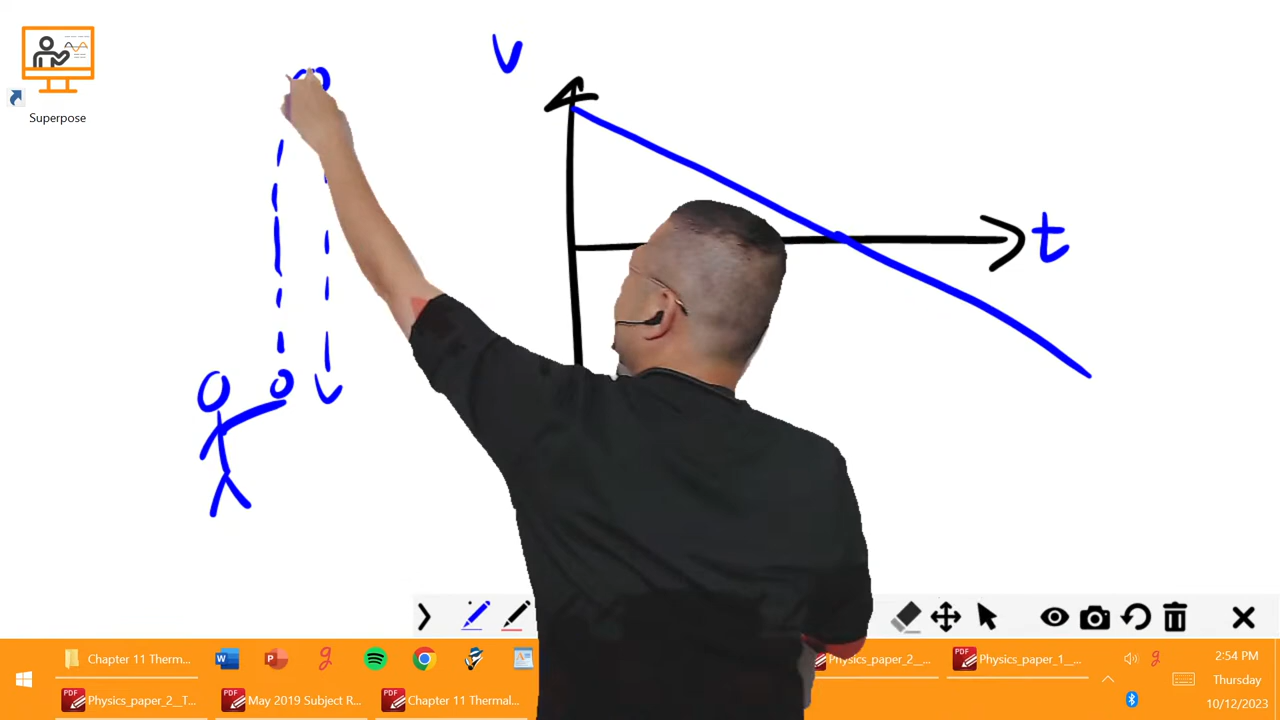 Superpose
v
t
Chapter 11 Therm...
Physics_paper_2_...
Physics_paper_1_...
2:54 PM
Thursday
10/12/2023
Physics_paper_2__T...
May 2019 Subject R...
Chapter 11 Thermal...